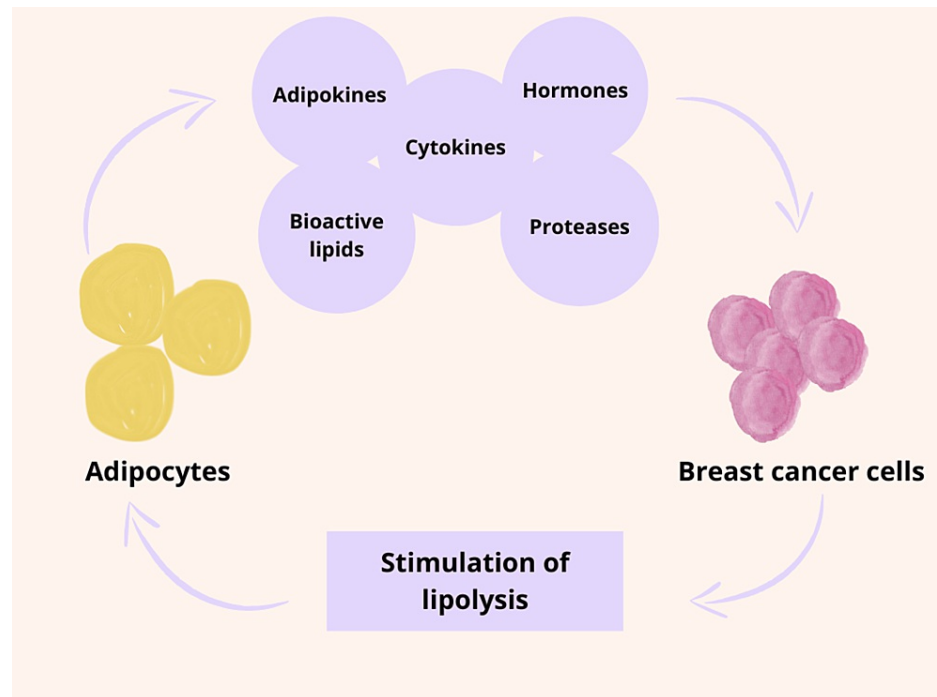 Adipokines
Hormones
Cytokines
Bioactive
lipids
Proteases
Adipocytes
Breast cancer cells
Stimulation of
lipolysis